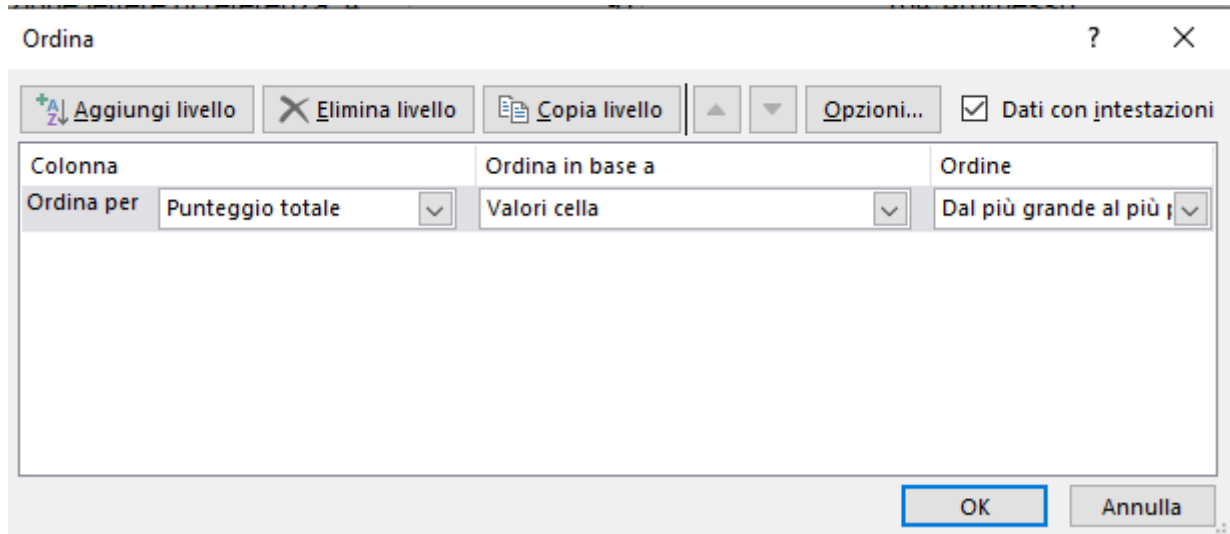 Ordina ? ×
Aggiungi livello Elimina livello Copia livello Opzioni... Dati con intestazioni
Colonna Ordina in base a Ordine
Ordina per Punteggio totale Valori cella Dal più grande al più
OK Annulla